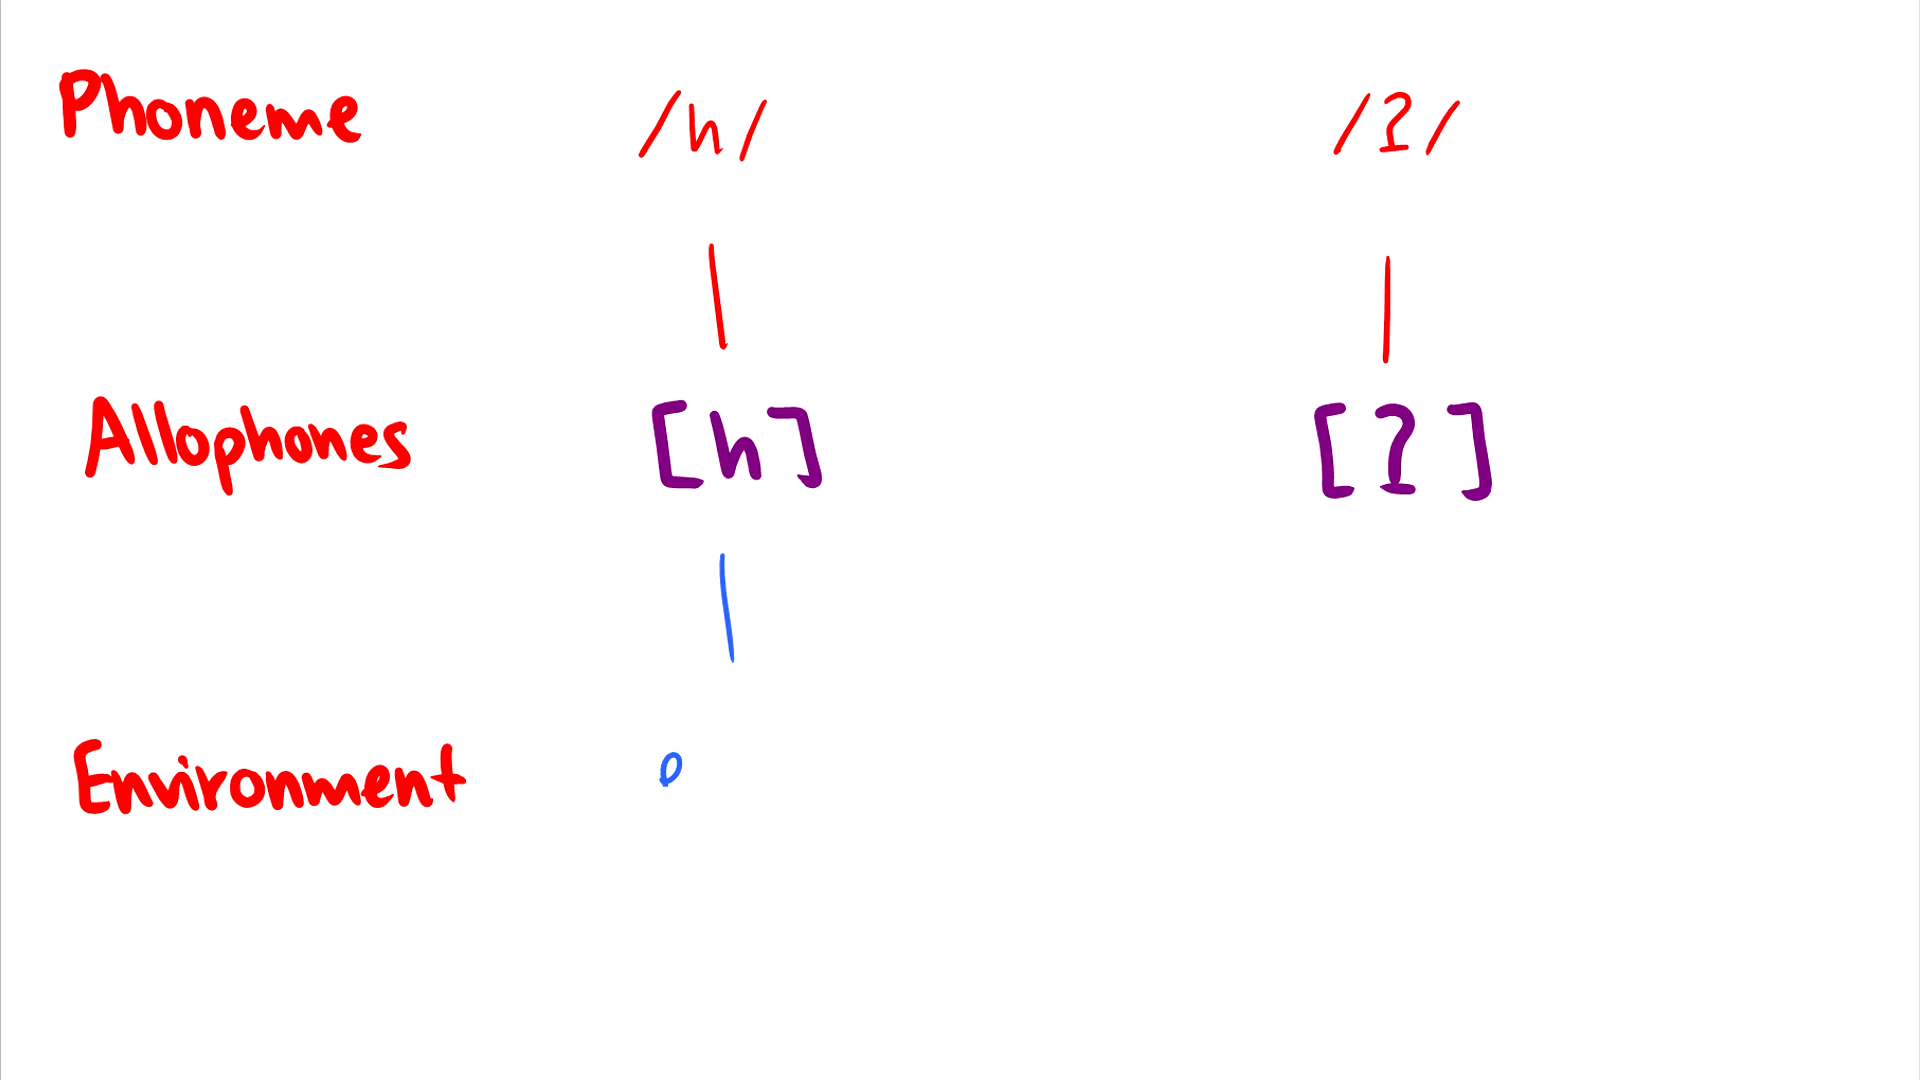 Phoneme /h/ /ʔ/
Allophones [h] [ʔ]
Environment o